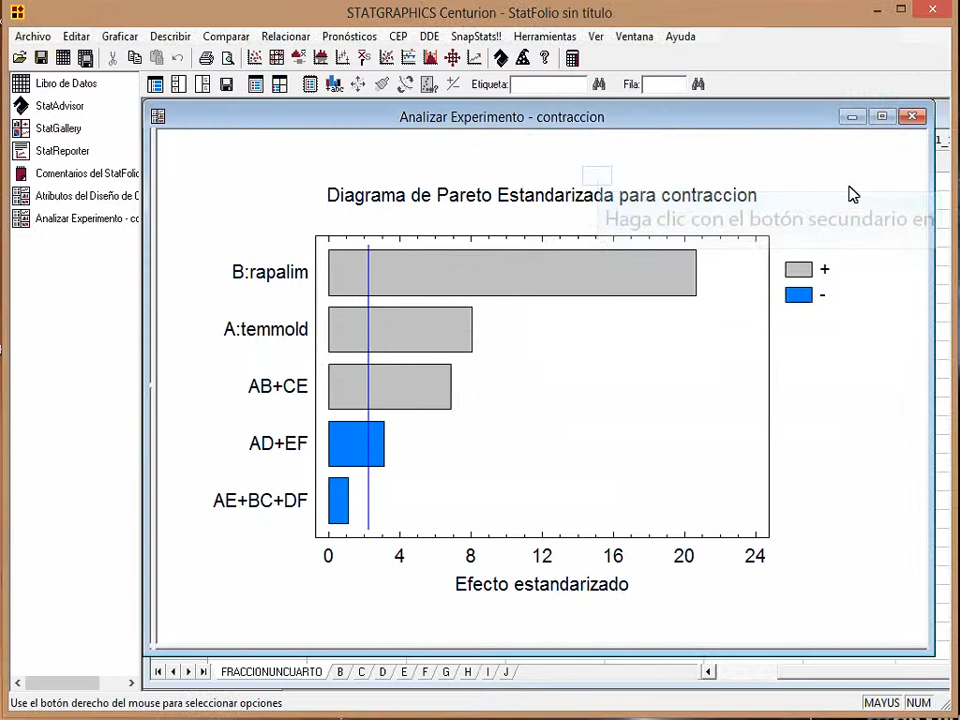 STATGRAPHICS Centurion - StatFolio sin título
Archivo Editar Graficar Describir Comparar Relacionar Pronósticos CEP DDE SnapStats!! Herramientas Ver Ventana Ayuda
Etiqueta: Fila:
Libro de Datos
StatAdvisor
StatGallery
StatReporter
Comentarios del StatFolio
Atributos del Diseño de C
Analizar Experimento - co
Analizar Experimento - contraccion
Diagrama de Pareto Estandarizada para contraccion
Haga clic con el botón secundario en
B:rapalim
A:temmold
AB+CE
AD+EF
AE+BC+DF
+
-
0 4 8 12 16 20 24
Efecto estandarizado
FRACCIONUNCUARTO B C D E F G H I J
Use el botón derecho del mouse para seleccionar opciones
MAYUS NUM